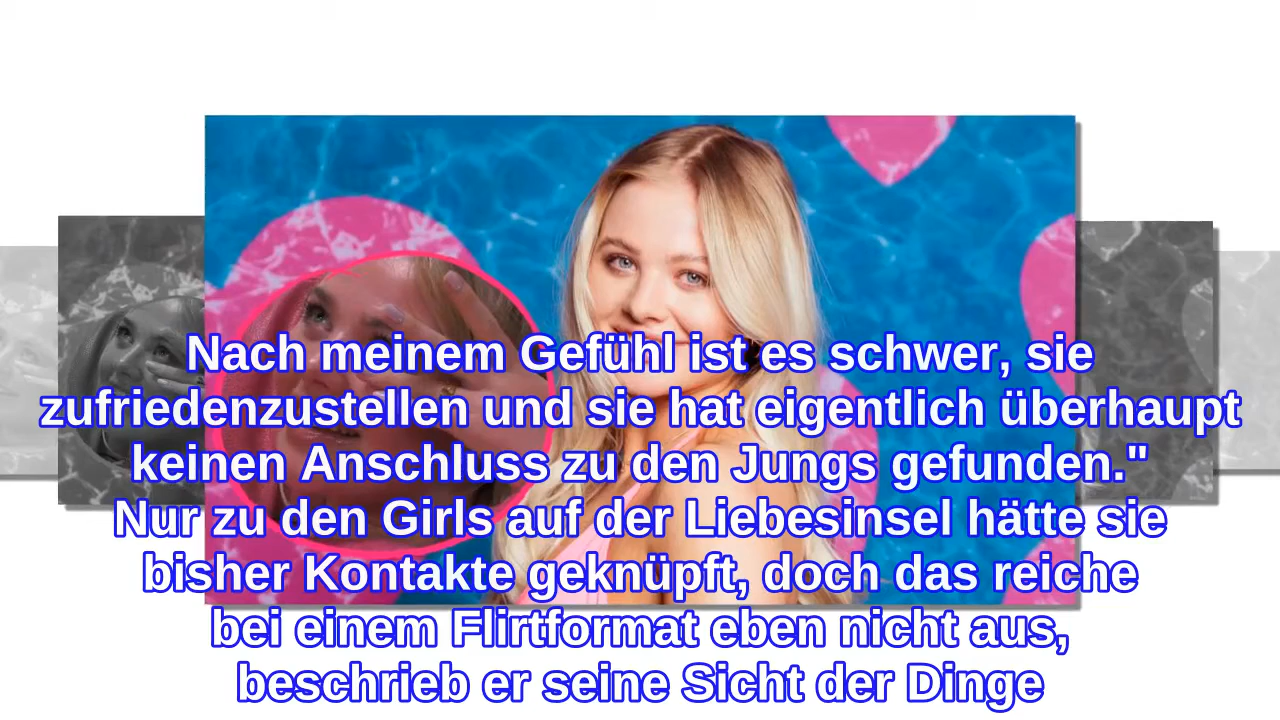 Nach meinem Gefühl ist es schwer, sie
zufriedenzustellen und sie hat eigentlich überhaupt
keinen Anschluss zu den Jungs gefunden."
Nur zu den Girls auf der Liebesinsel hätte sie
bisher Kontakte geknüpft, doch das reiche
bei einem Flirtformat eben nicht aus,
beschrieb er seine Sicht der Dinge